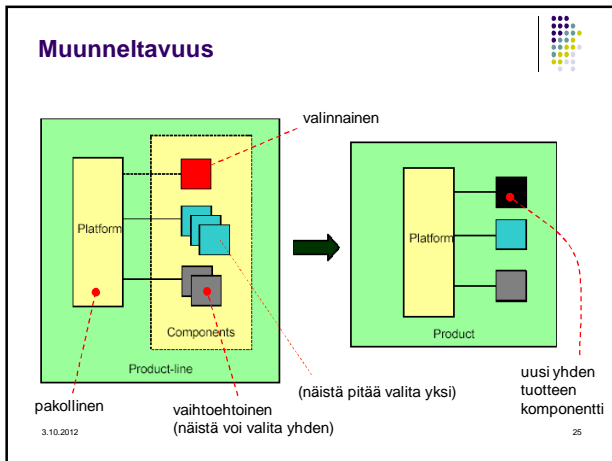 Muunneltavuus
valinnainen
Platform
Components
Product-line
Platform
Product
pakollinen
vaihtoehtoinen
(näistä voi valita yhden)
(näistä pitää valita yksi)
uusi yhden
tuotteen
komponentti
3.10.2012
25